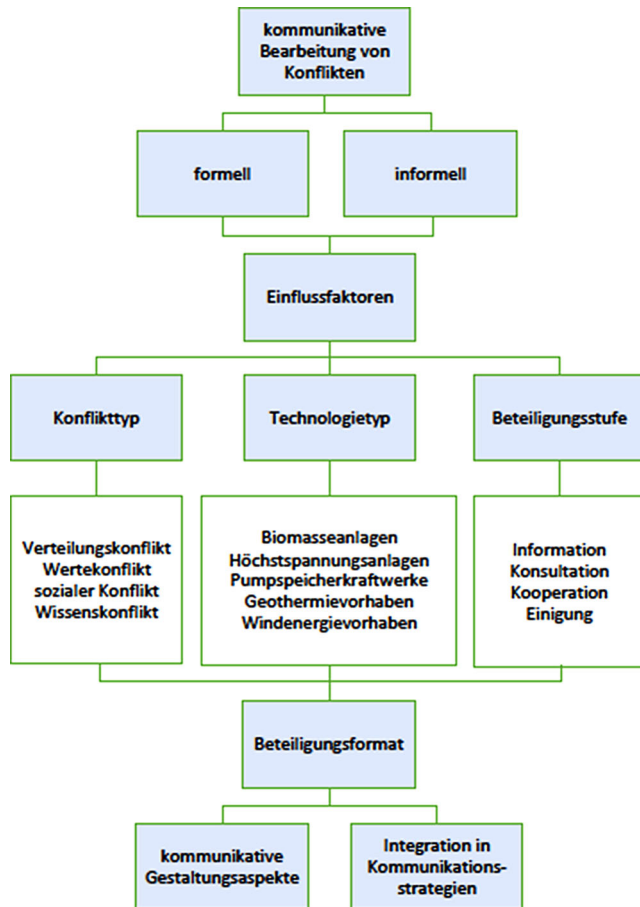 kommunikative
Bearbeitung von
Konflikten
formell
informell
Einflussfaktoren
Konflikttyp
Technologietyp
Beteiligungsstufe
Verteilungskonflikt
Wertekonflikt
sozialer Konflikt
Wissenskonflikt
Biomasseanlagen
Höchstspannungsanlagen
Pumpspeicherkraftwerke
Geothermievorhaben
Windenergievorhaben
Information
Konsultation
Kooperation
Einigung
Beteiligungsformat
kommunikative
Gestaltungsaspekte
Integration in
Kommunikations-
strategien